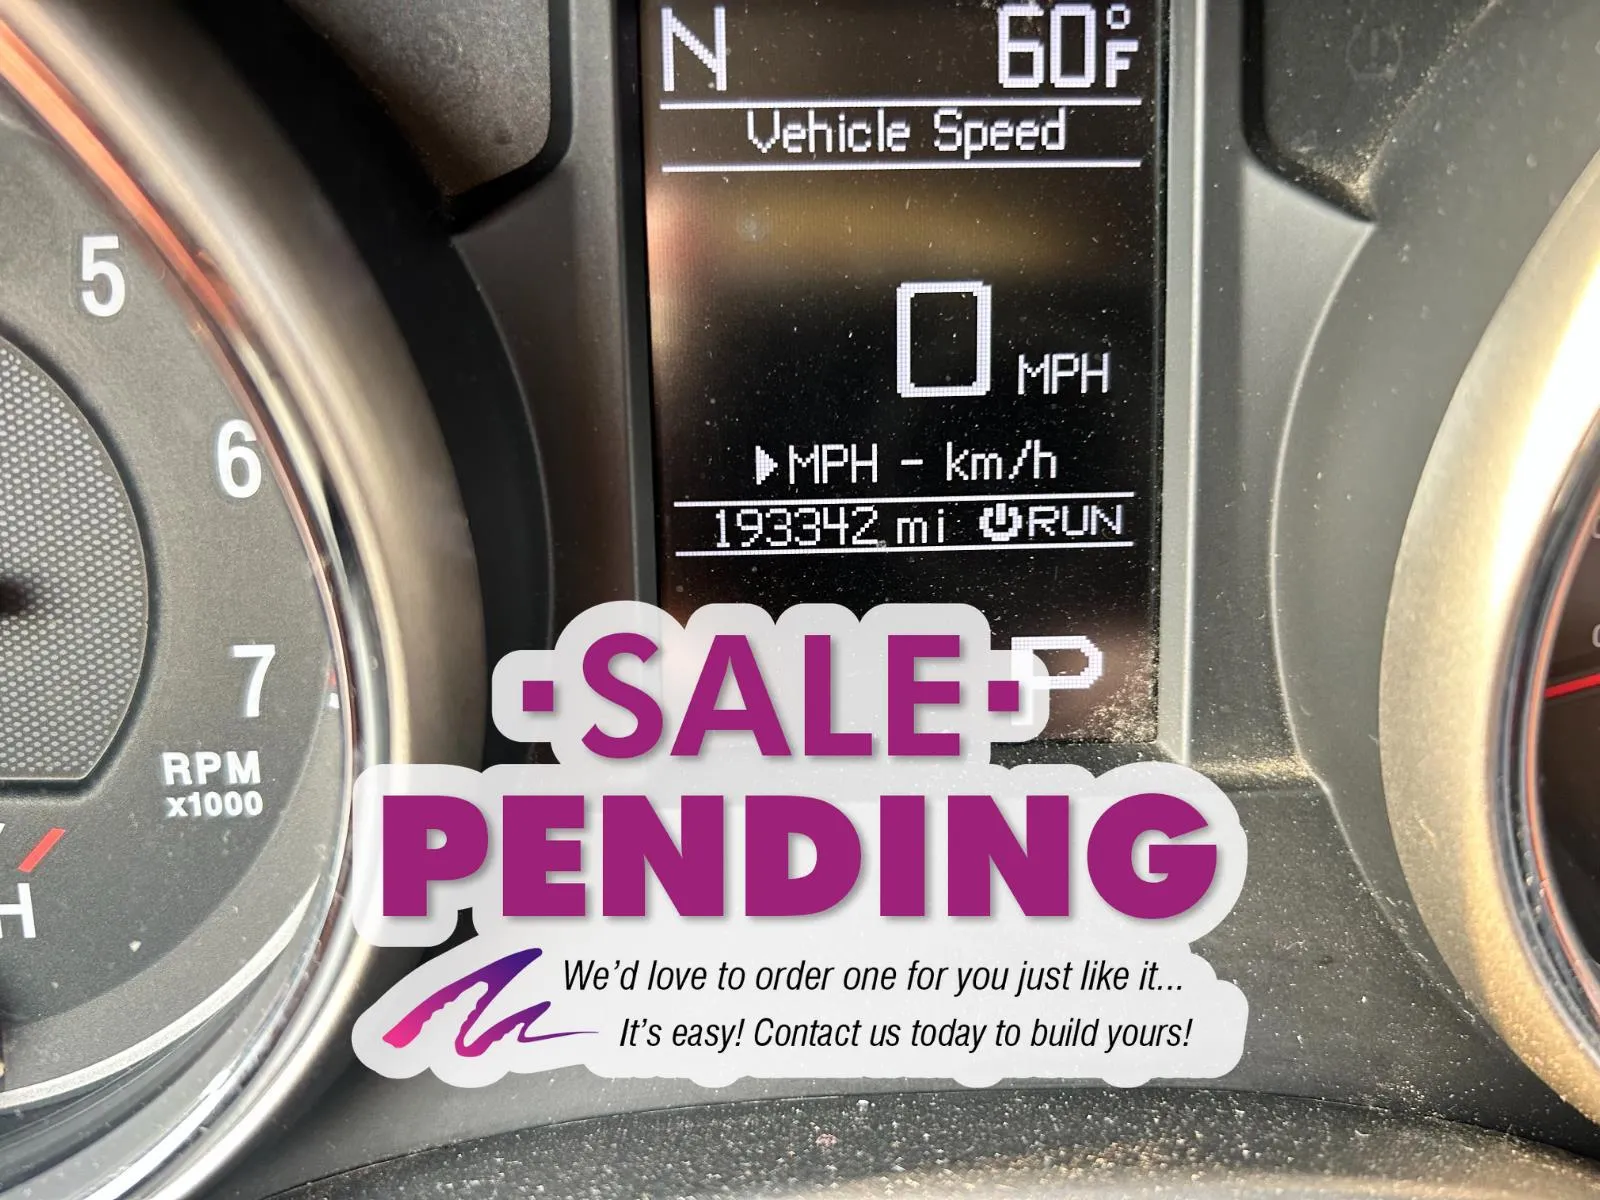 N 60°F
Vehicle Speed
0 MPH
▶MPH - km/h
193342 mi ⏻RUN
P
5
6
7
RPM
x1000
H
·SALE·
PENDING
We'd love to order one for you just like it...
It's easy! Contact us today to build yours!